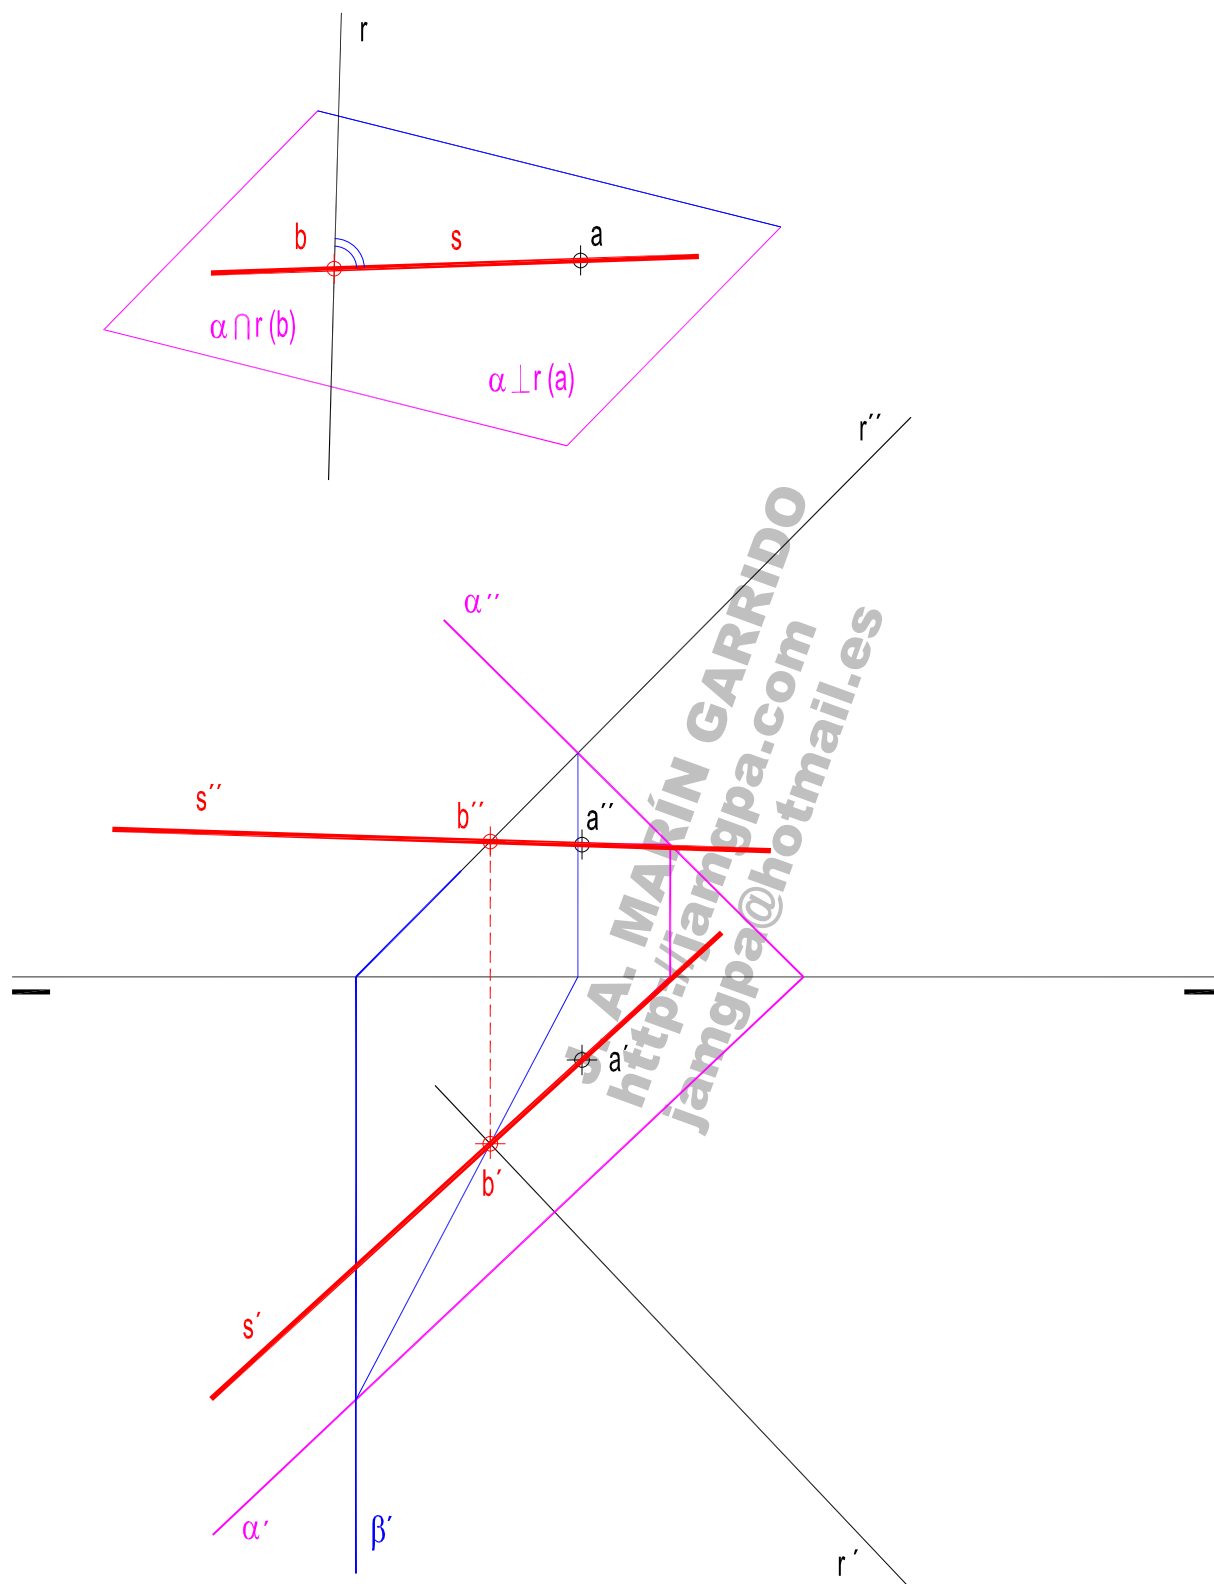 r
b
s
a
α∩r (b)
α⊥r (a)
r´´
α´´
s´´
b´´
a´´
a´
b´
s´
α´
β´
r´
J. A. MARÍN GARRIDO
http://jamgpa.com
jamgpa@hotmail.es